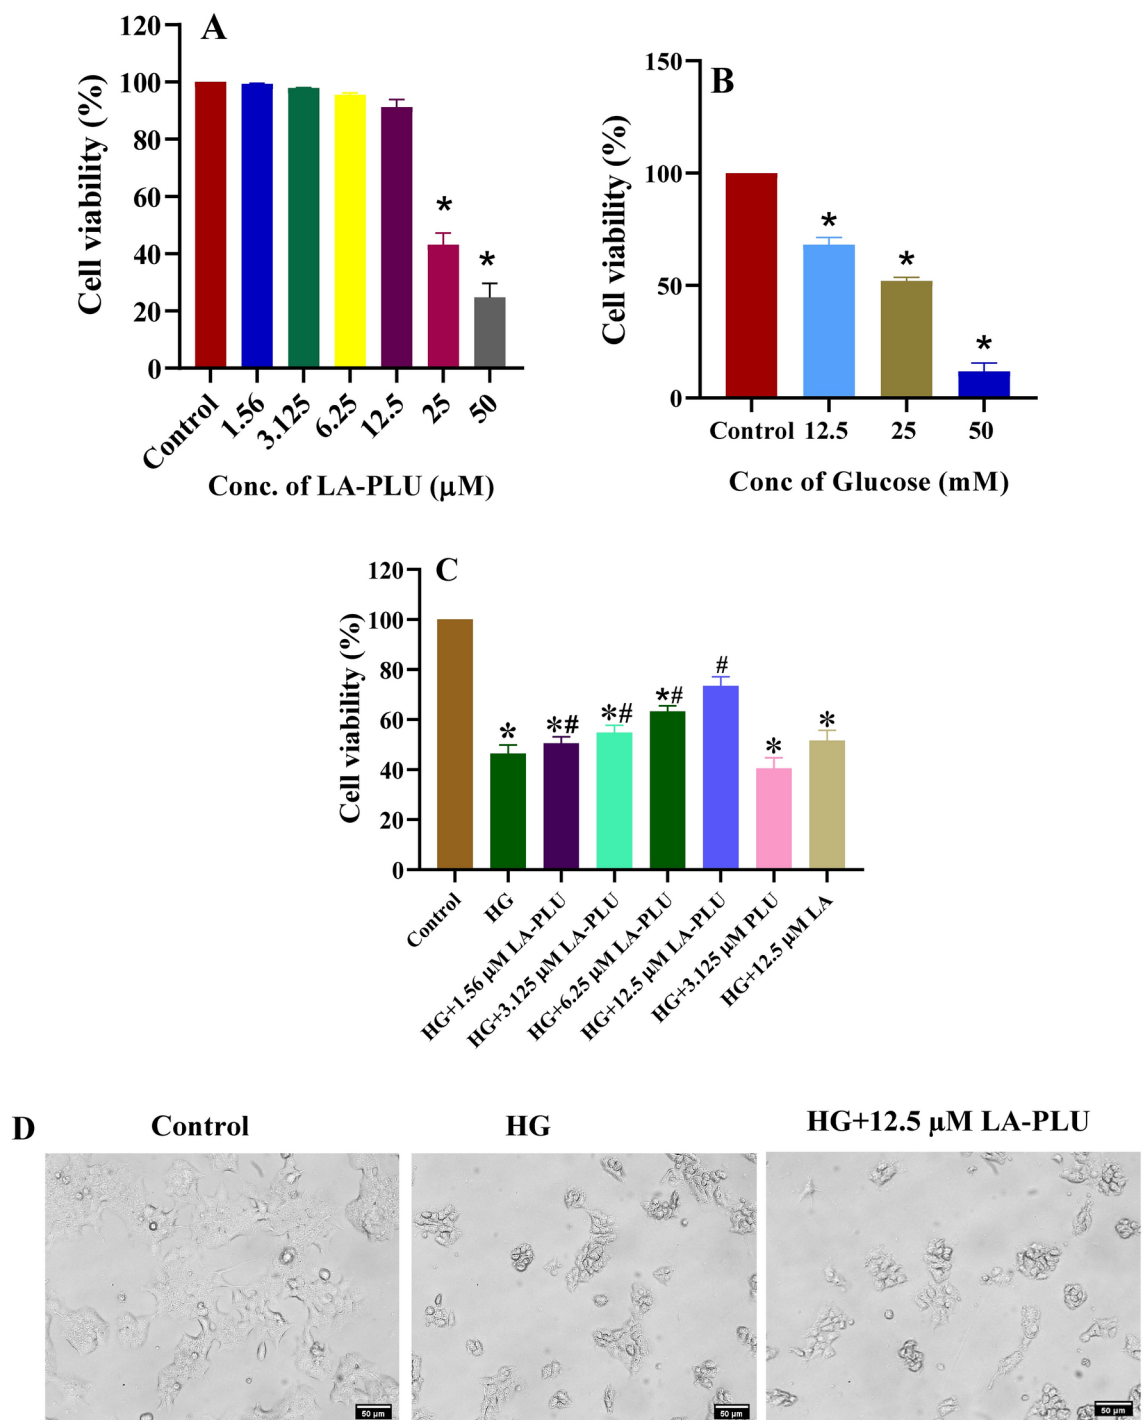 A
120
100
80
60
40
20
0
Cell viability (%)
*
*
Control
1.56
3.125
6.25
12.5
25
50
Conc. of LA-PLU (μM)
B
150
100
50
0
Cell viability (%)
*
*
*
Control 12.5 25 50
Conc of Glucose (mM)
C
120
100
80
60
40
20
0
Cell viability (%)
*
*#
*#
*#
#
*
*
Control
HG
HG+1.56 μM LA-PLU
HG+3.125 μM LA-PLU
HG+6.25 μM LA-PLU
HG+12.5 μM LA-PLU
HG+3.125 μM PLU
HG+12.5 μM LA
D
Control
HG
HG+12.5 μM LA-PLU
50 μm
50 μm
50 μm